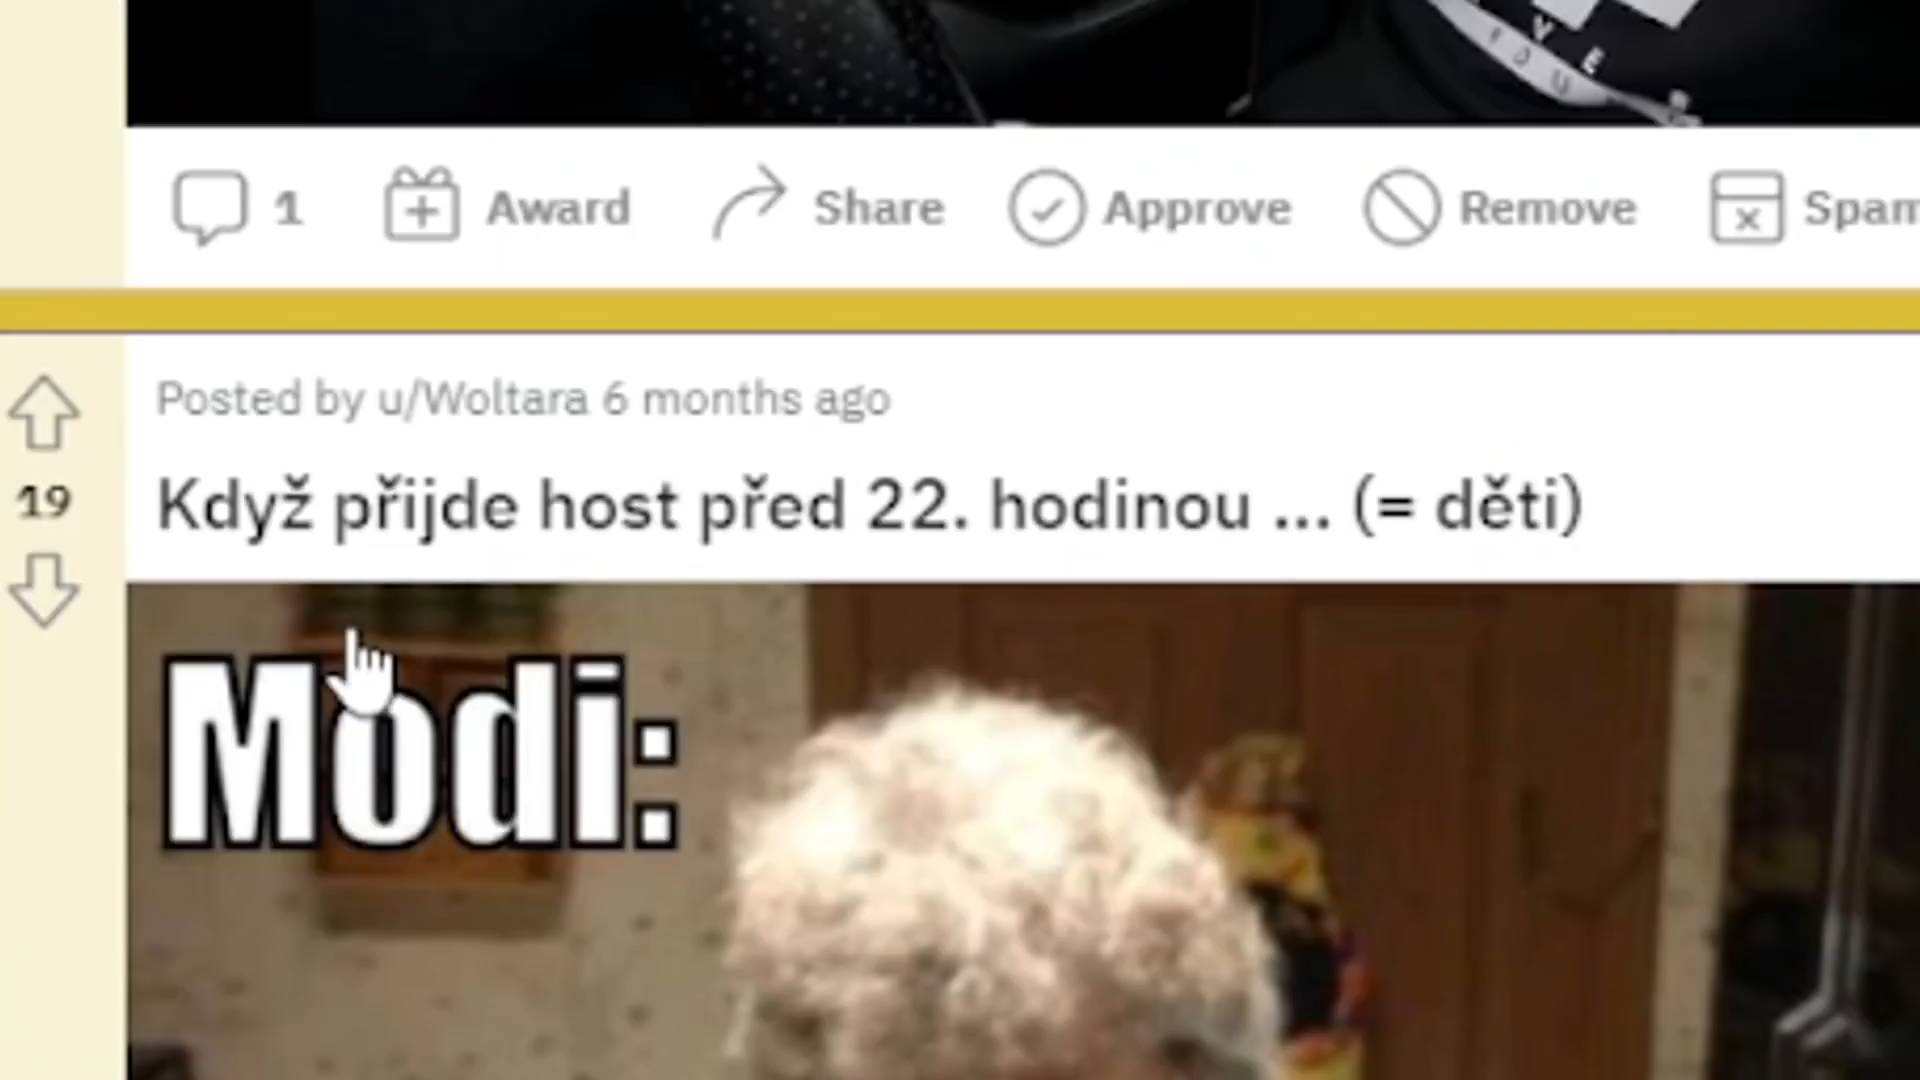 1 Award Share Approve Remove Spam
Posted by u/Woltara 6 months ago
19
Když přijde host před 22. hodinou ... (= děti)
Modi: